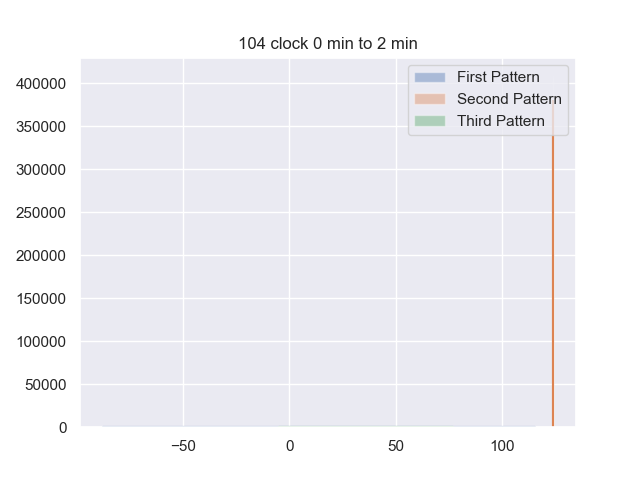 104 clock 0 min to 2 min
First Pattern
Second Pattern
Third Pattern
400000
350000
300000
250000
200000
150000
100000
50000
0
−50 0 50 100